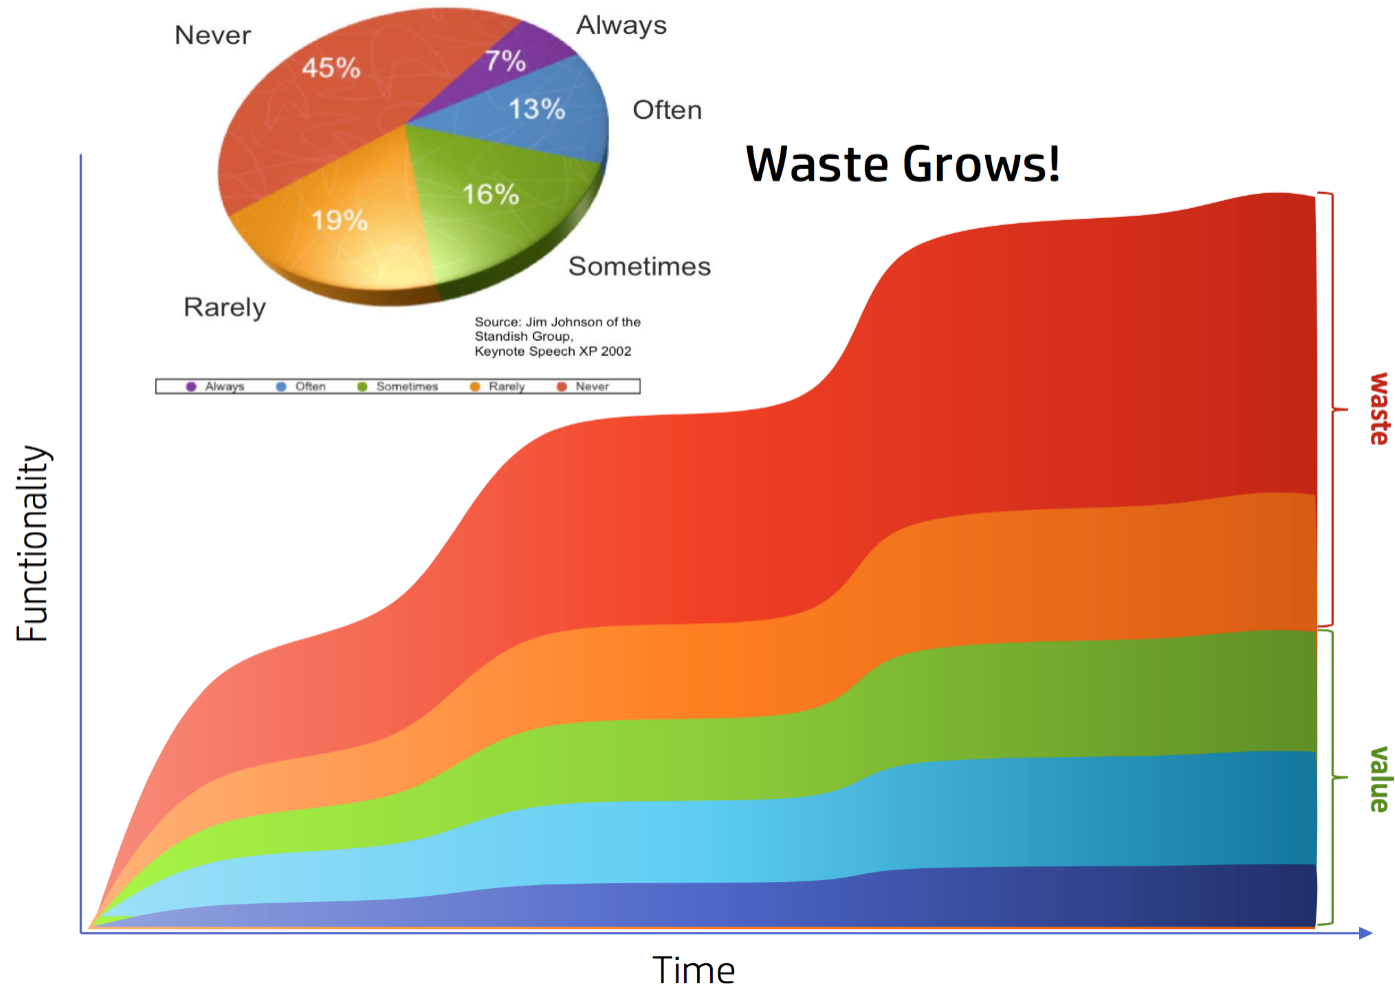 Never
Always
45%
7%
13%
Often
16%
19%
Sometimes
Rarely
Source: Jim Johnson of the
Standish Group,
Keynote Speech XP 2002
Always Often Sometimes Rarely Never
Waste Grows!
Functionality
Time
waste
value